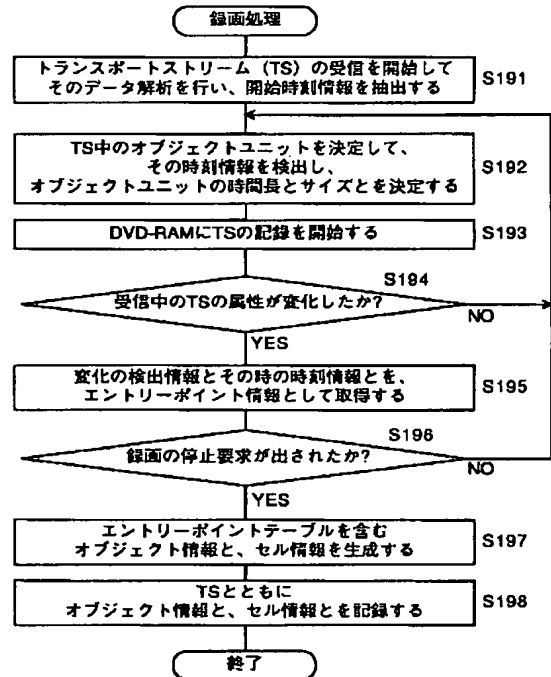 録画処理
トランスポートストリーム（TS）の受信を開始して
そのデータ解析を行い、開始時刻情報を抽出する
S191
TS中のオブジェクトユニットを決定して、
その時刻情報を検出し、
オブジェクトユニットの時間長とサイズとを決定する
S192
DVD-RAMにTSの記録を開始する
S193
S194
受信中のTSの属性が変化したか？
NO
YES
変化の検出情報とその時の時刻情報とを、
エントリーポイント情報として取得する
S195
S196
録画の停止要求が出されたか？
NO
YES
エントリーポイントテーブルを含む
オブジェクト情報と、セル情報を生成する
S197
TSとともに
オブジェクト情報と、セル情報とを記録する
S198
終了